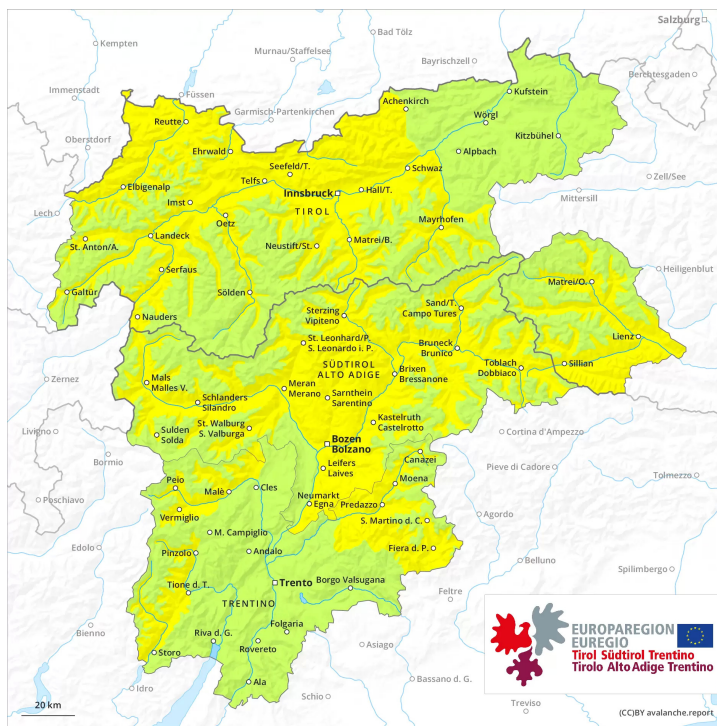 Salzburg
Bad Tölz
Kempten
Murnau/Staffelsee
Bayrischzell
Berchtesgaden
Immenstadt
Füssen
Garmisch-Partenkirchen
Achenkirch
Kufstein
Reutte
Wörgl
Oberstdorf
Ehrwald
Kitzbühel
Alpbach
Seefeld/T.
Schwaz
Telfs
Zell/See
Elbigenalp
Innsbruck
Hall/T.
Mittersill
Imst
Lech
TIROL
Oetz
Mayrhofen
Landeck
St. Anton/A.
Neustift/St.
Matrei/B.
Serfaus
Heiligenblut
Matrei/O.
Galtür
Sölden
Sand/T.
Campo Tures
Nauders
Sterzing
Vipiteno
Lienz
St. Leonhard/P.
S. Leonardo i. P.
Bruneck
Brunico
Toblach
Dobbiaco
Sillian
SÜDTIROL
ALTO ADIGE
Brixen
Bressanone
Zernez
Mals
Malles V.
Meran
Merano
Schlanders
Silandro
Sarnthein
Sarentino
St. Walburg
S. Valburga
Kastelruth
Castelrotto
Livigno
Sulden
Solda
Cortina d'Ampezzo
Bozen
Bolzano
Bormio
Canazei
Pieve di Cadore
Leifers
Laives
Tolmezzo
Peio
Moena
Poschiavo
Malè
Cles
Neumarkt
Egna
Predazzo
Vermiglio
Agordo
S. Martino d. C.
M. Campiglio
Edolo
Pinzolo
Andalo
Fiera d. P.
Belluno
Spilimbergo
Trento
Borgo Valsugana
Tione d. T.
Feltre
TRENTINO
Folgaria
Bienno
Riva d. G.
Rovereto
Asiago
Storo
Bassano d. G.
Idro
Ala
Schio
Treviso
20 km
EUROPAREGION
EUREGIO
Tirol Südtirol Trentino
Tirolo Alto Adige Trentino
(CC)BY avalanche.report